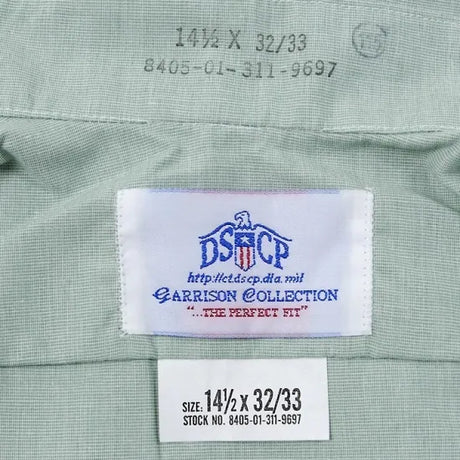 14½ X 32/33
8405-01-311-9697
DSCP
http://ct.dscp.dla.mil
GARRISON COLLECTION
"...THE PERFECT FIT"
SIZE: 14½ x 32/33
STOCK NO. 8405-01-311-9697